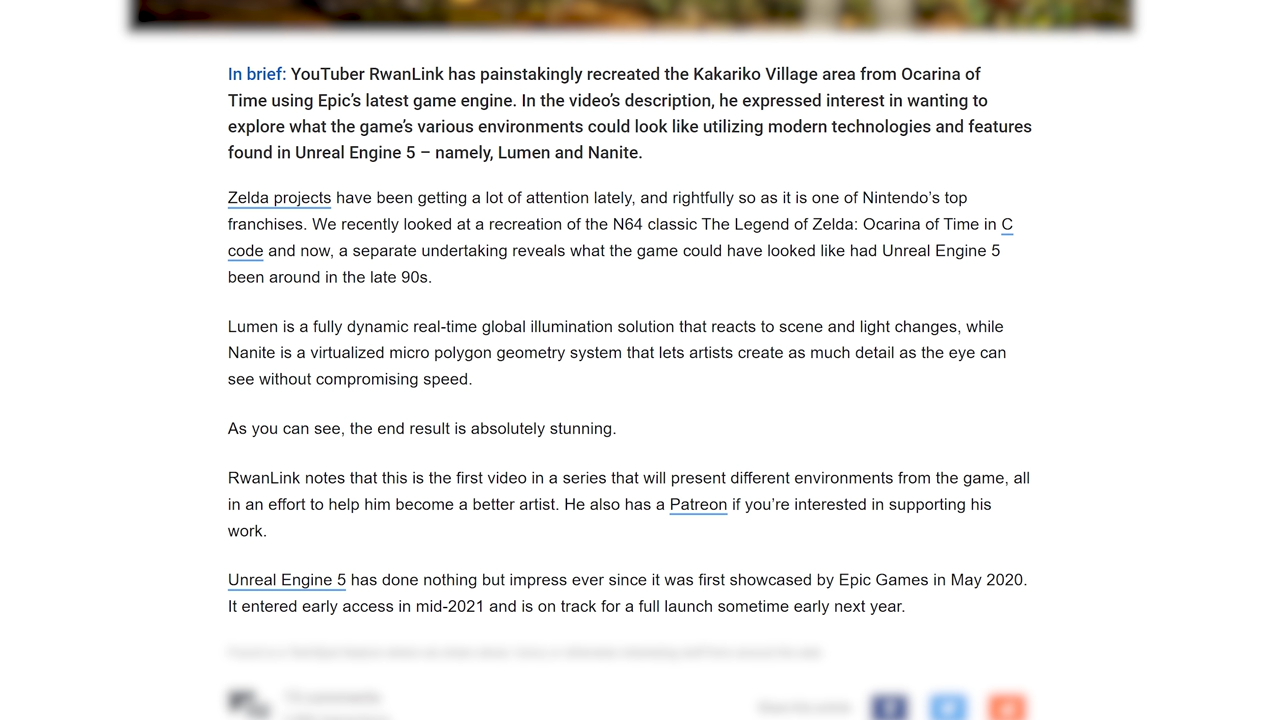 In brief: YouTuber RwanLink has painstakingly recreated the Kakariko Village area from Ocarina of
Time using Epic’s latest game engine. In the video’s description, he expressed interest in wanting to
explore what the game’s various environments could look like utilizing modern technologies and features
found in Unreal Engine 5 – namely, Lumen and Nanite.
Zelda projects have been getting a lot of attention lately, and rightfully so as it is one of Nintendo’s top
franchises. We recently looked at a recreation of the N64 classic The Legend of Zelda: Ocarina of Time in C
code and now, a separate undertaking reveals what the game could have looked like had Unreal Engine 5
been around in the late 90s.
Lumen is a fully dynamic real-time global illumination solution that reacts to scene and light changes, while
Nanite is a virtualized micro polygon geometry system that lets artists create as much detail as the eye can
see without compromising speed.
As you can see, the end result is absolutely stunning.
RwanLink notes that this is the first video in a series that will present different environments from the game, all
in an effort to help him become a better artist. He also has a Patreon if you’re interested in supporting his
work.
Unreal Engine 5 has done nothing but impress ever since it was first showcased by Epic Games in May 2020.
It entered early access in mid-2021 and is on track for a full launch sometime early next year.